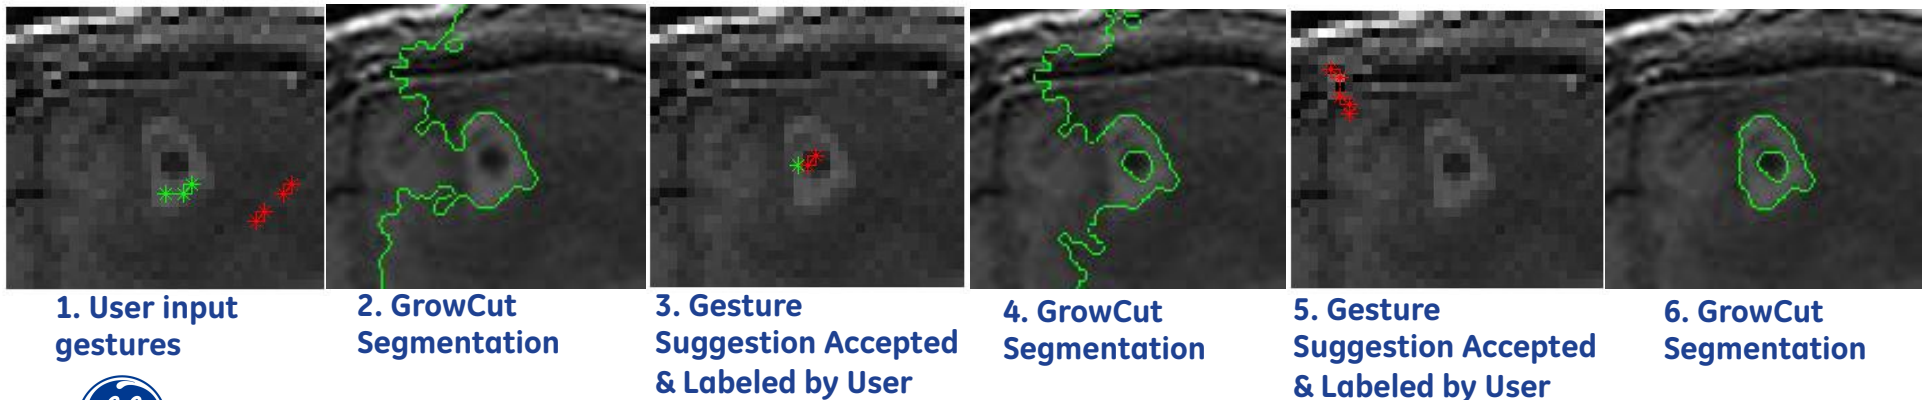 1. User input
gestures
2. GrowCut
Segmentation
3. Gesture
Suggestion Accepted
& Labeled by User
4. GrowCut
Segmentation
5. Gesture
Suggestion Accepted
& Labeled by User
6. GrowCut
Segmentation